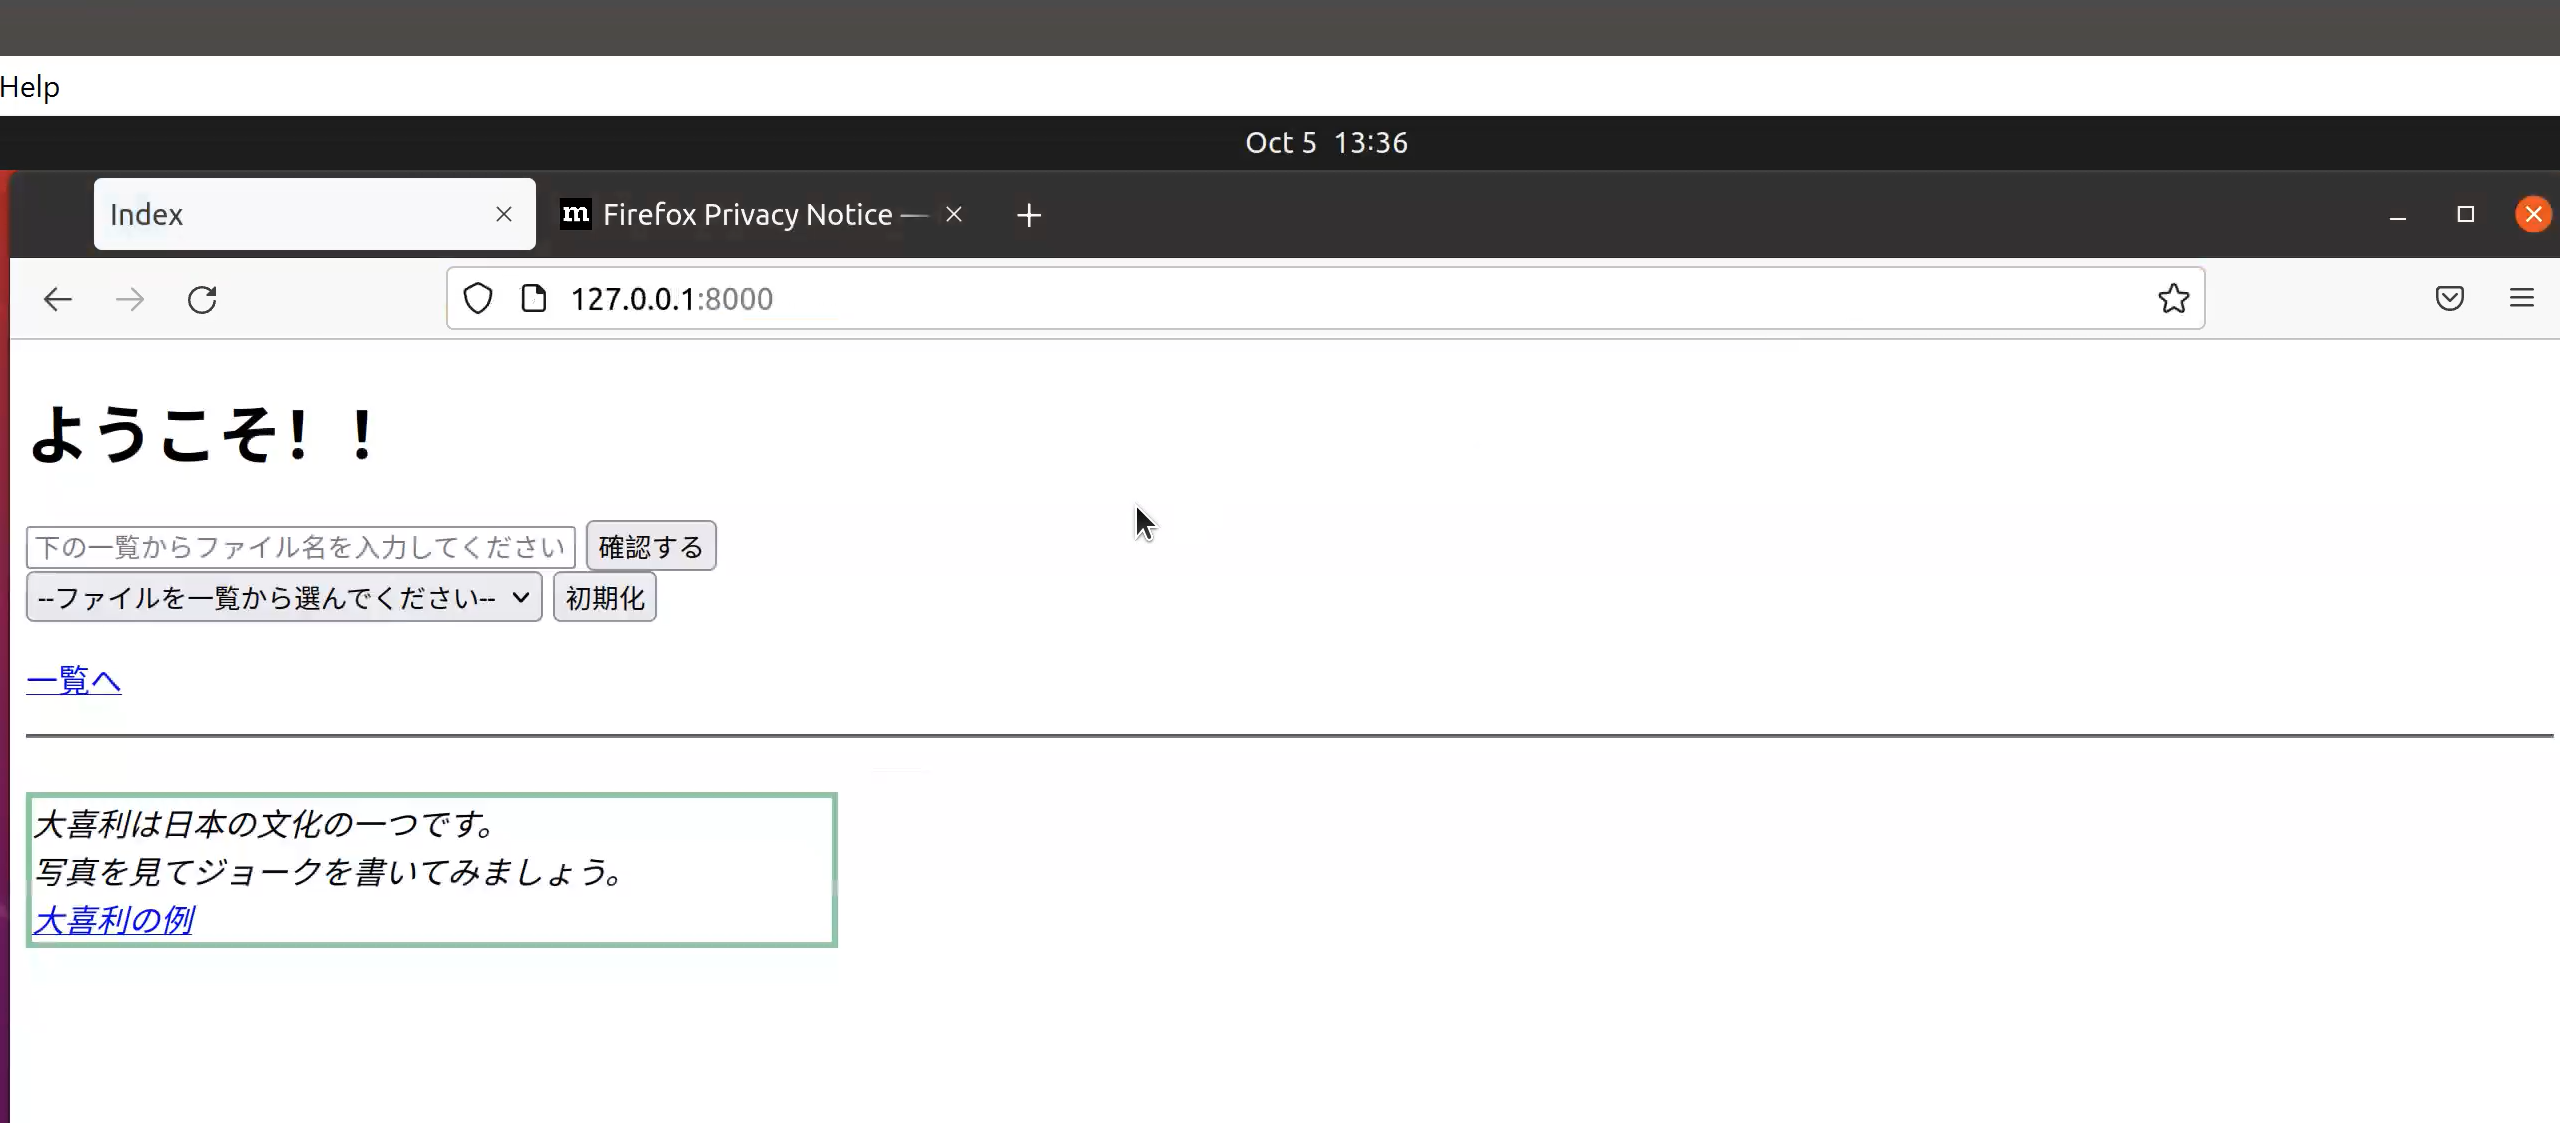 Help
Oct 5 13:36
Index
m Firefox Privacy Notice —
127.0.0.1:8000
ようこそ！！
下の一覧からファイル名を入力してください 確認する
--ファイルを一覧から選んでください-- 初期化
一覧へ
大喜利は日本の文化の一つです。
写真を見てジョークを書いてみましょう。
大喜利の例